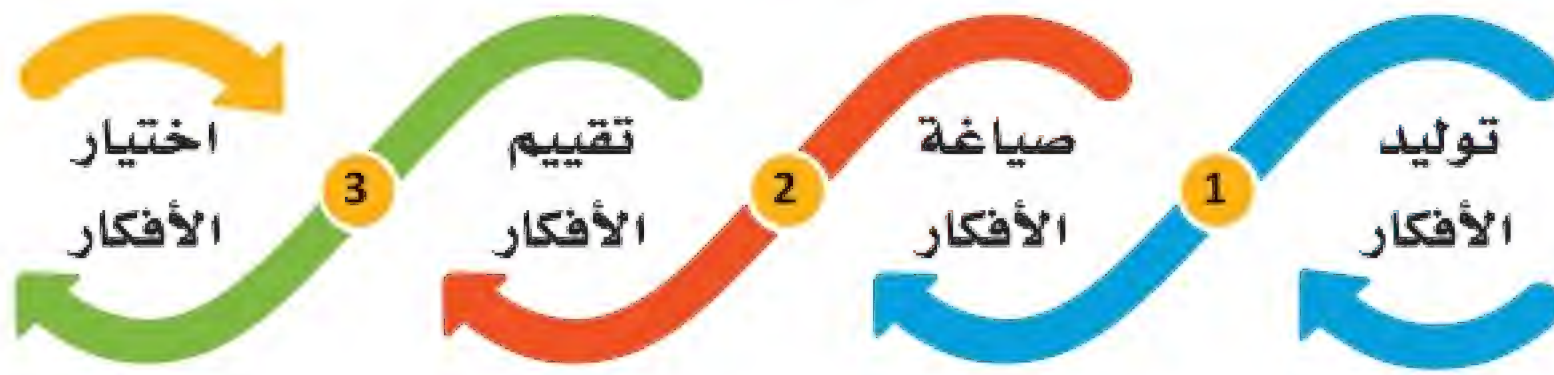 توليد
الأفكار
1
صياغة
الأفكار
2
تقييم
الأفكار
3
اختيار
الأفكار